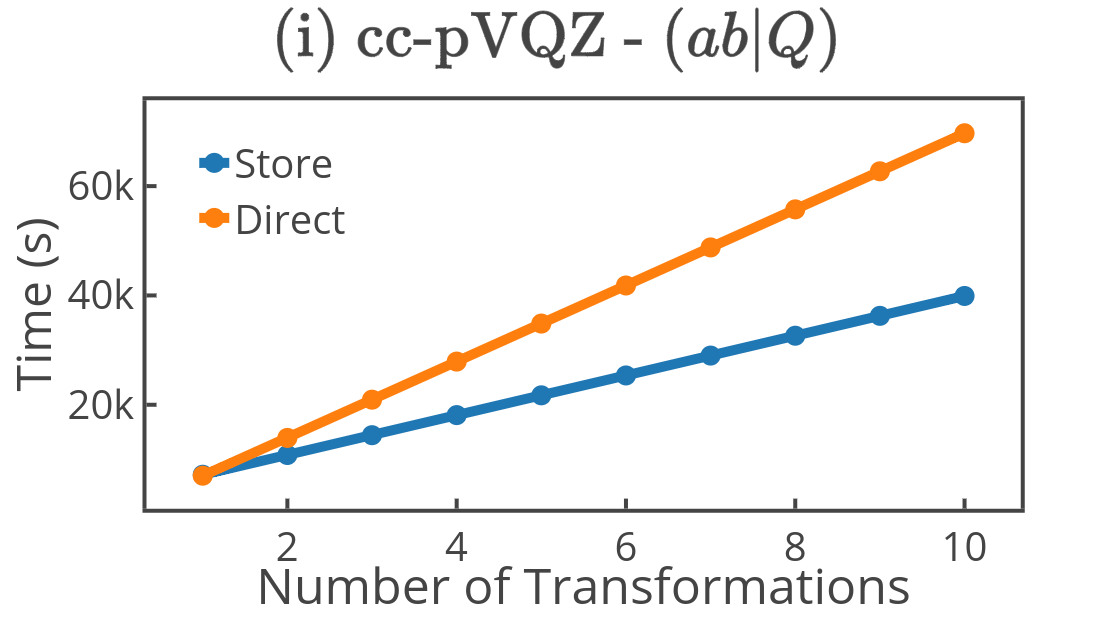 (i) cc-pVQZ - (ab|Q)
Store
Direct
60k
40k
20k
Time (s)
2 4 6 8 10
Number of Transformations